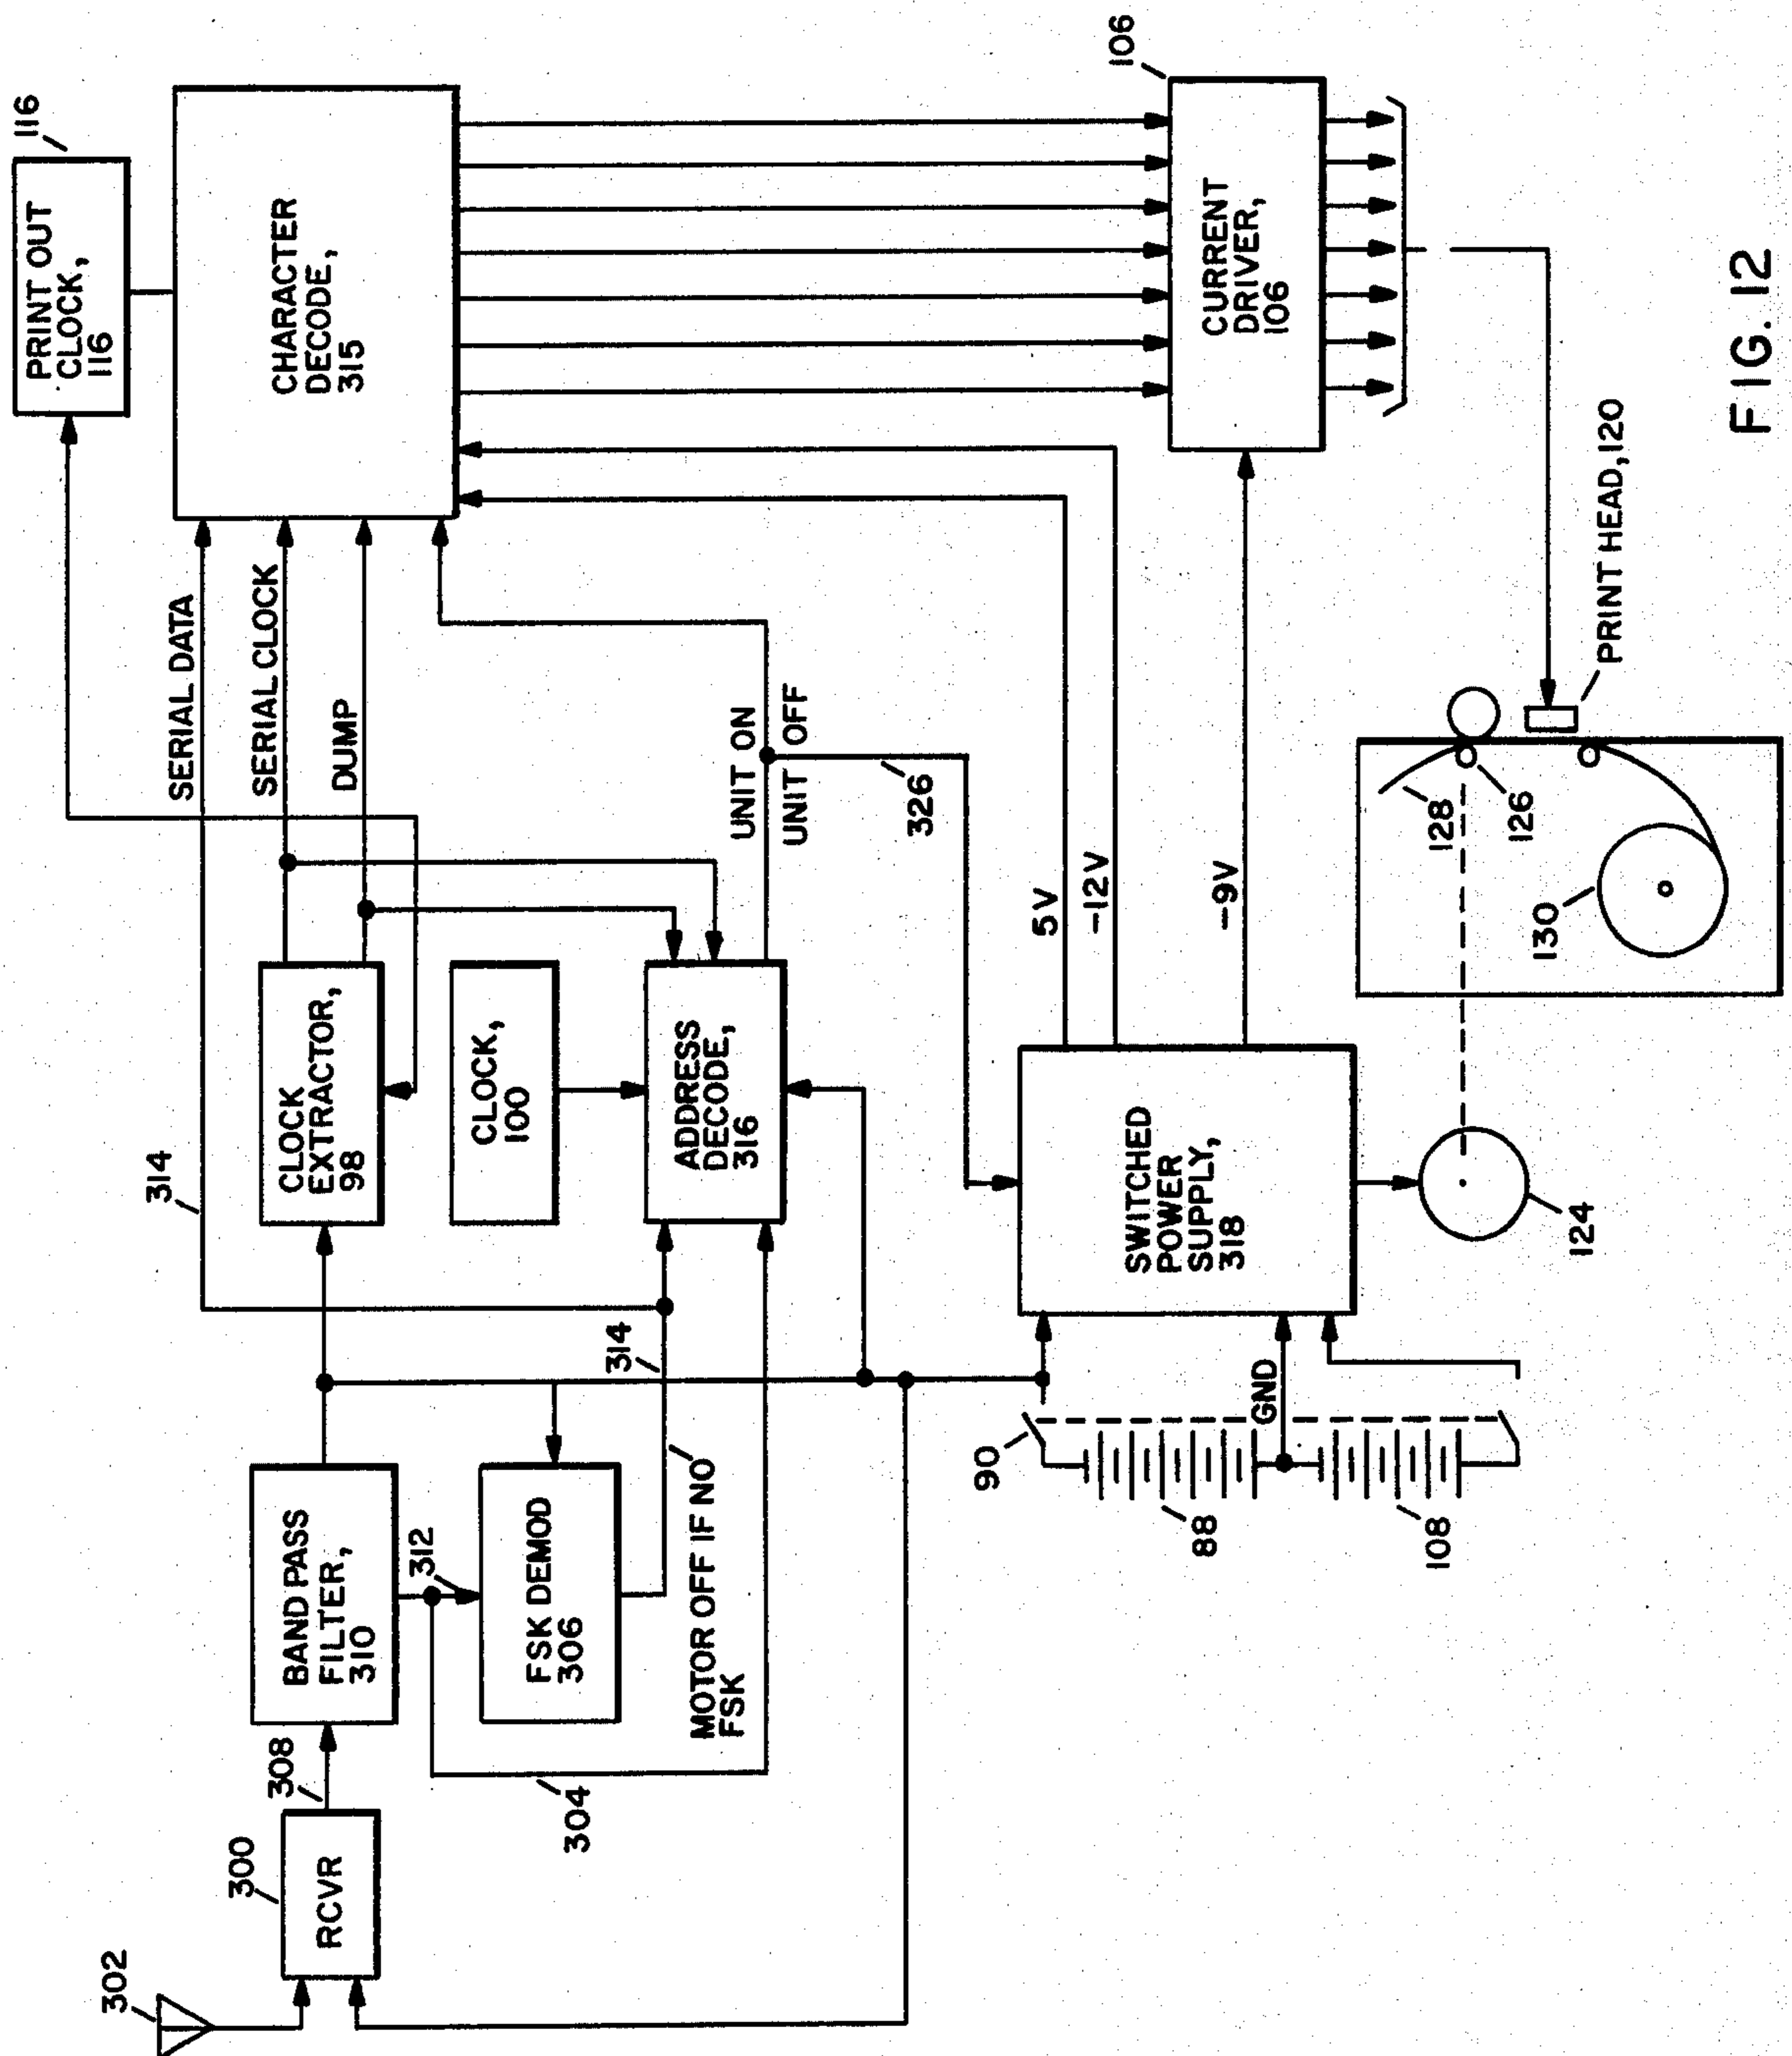 302
300
RCVR
308
BAND PASS
FILTER,
310
312
FSK DEMOD
306
304
MOTOR OFF IF NO
FSK
314
314
CLOCK
EXTRACTOR,
98
CLOCK,
100
ADDRESS
DECODE,
316
SERIAL DATA
SERIAL CLOCK
DUMP
UNIT ON
UNIT OFF
326
PRINT OUT
CLOCK,
116
116
CHARACTER
DECODE,
315
90
88
108
GND
SWITCHED
POWER
SUPPLY,
318
5V
-12V
-9V
CURRENT
DRIVER,
106
106
124
128
126
130
PRINT HEAD,120
FIG. 12